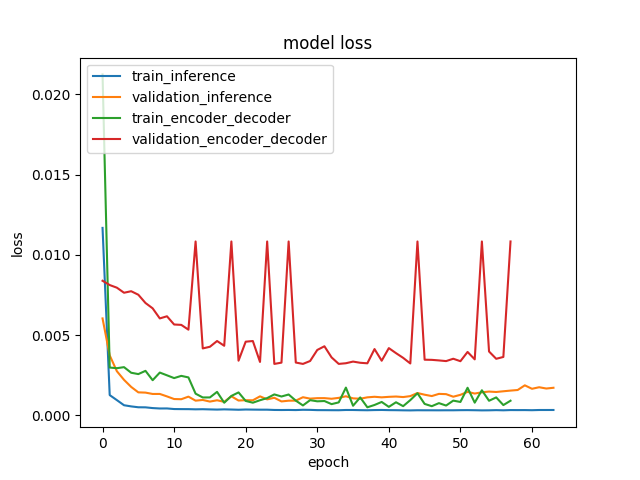 model loss
train_inference
validation_inference
train_encoder_decoder
validation_encoder_decoder
0.020
0.015
0.010
0.005
0.000
loss
0 10 20 30 40 50 60
epoch